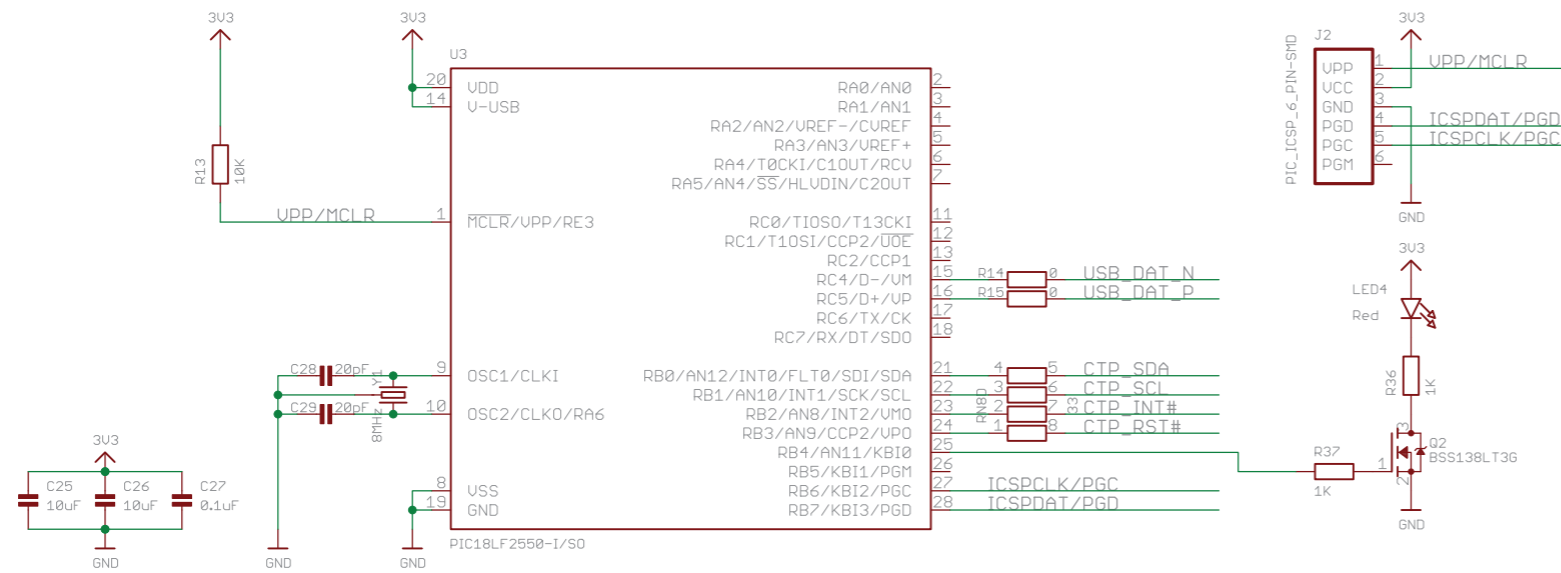 3V3
3V3
3V3
J2
PIC_ICSP_6_PIN-SMD
VPP 1 VPP/MCLR
VCC 2
GND 3
PGD 4 ICSPDAT/PGD
PGC 5 ICSPCLK/PGC
PGM 6
GND
U3
20 VDD
14 V-USB
R13
10K
VPP/MCLR 1 MCLR/VPP/RE3
C28 20pF 9 OSC1/CLKI
Y1
8MHz
C29 20pF 10 OSC2/CLKO/RA6
8 VSS
19 GND
RA0/AN0 2
RA1/AN1 3
RA2/AN2/VREF-/CVREF 4
RA3/AN3/VREF+ 5
RA4/T0CKI/C1OUT/RCV 6
RA5/AN4/SS/HLVDIN/C2OUT 7
RC0/TIOSO/T13CKI 11
RC1/T1OSI/CCP2/UOE 12
RC2/CCP1 13
RC4/D-/VM 15 R14 0 USB_DAT_N
RC5/D+/VP 16 R15 0 USB_DAT_P
RC6/TX/CK 17
RC7/RX/DT/SDO 18
RB0/AN12/INT0/FLT0/SDI/SDA 21 4 5 CTP_SDA
RB1/AN10/INT1/SCK/SCL 22 3 6 CTP_SCL
RB2/AN8/INT2/VMO 23 2 7 CTP_INT#
RB3/AN9/CCP2/VPO 24 1 8 CTP_RST#
33
RB4/AN11/KBI0 25
RB5/KBI1/PGM 26
RB6/KBI2/PGC 27 ICSPCLK/PGC
RB7/KBI3/PGD 28 ICSPDAT/PGD
PIC18LF2550-I/SO
3V3
LED4
Red
R36
1K
R37
1K
3
1
2
Q2
BSS138LT3G
GND
3V3
C25
10uF
C26
10uF
C27
0.1uF
GND
GND
GND